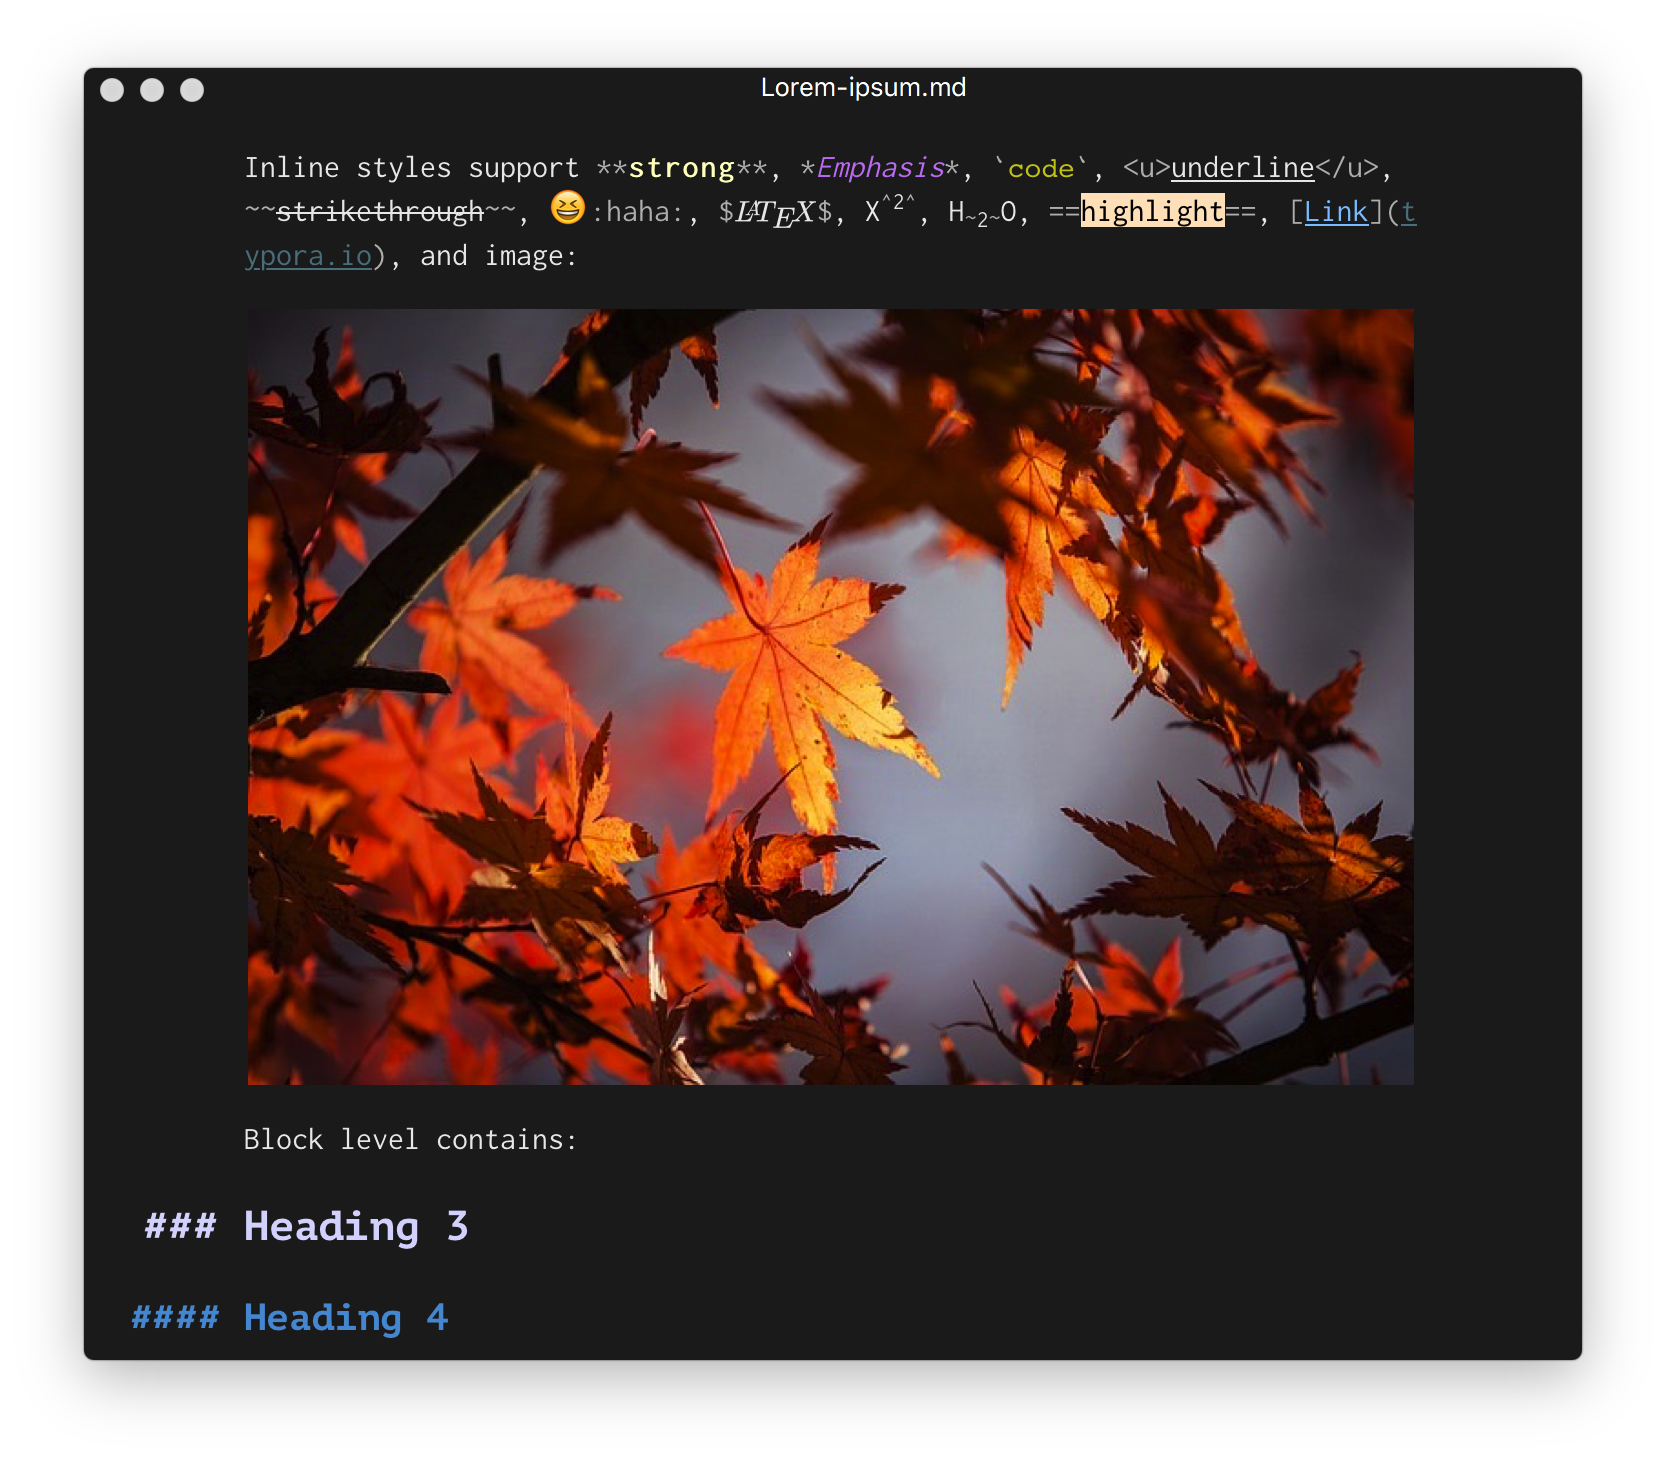 Lorem-ipsum.md
Inline styles support **strong**, *Emphasis*, `code`, <u>underline</u>,
~~strikethrough~~, 😆:haha:, $LATEX$, X^2^, H~2~O, ==highlight==, [Link](t
ypora.io), and image:
Block level contains:
### Heading 3
#### Heading 4